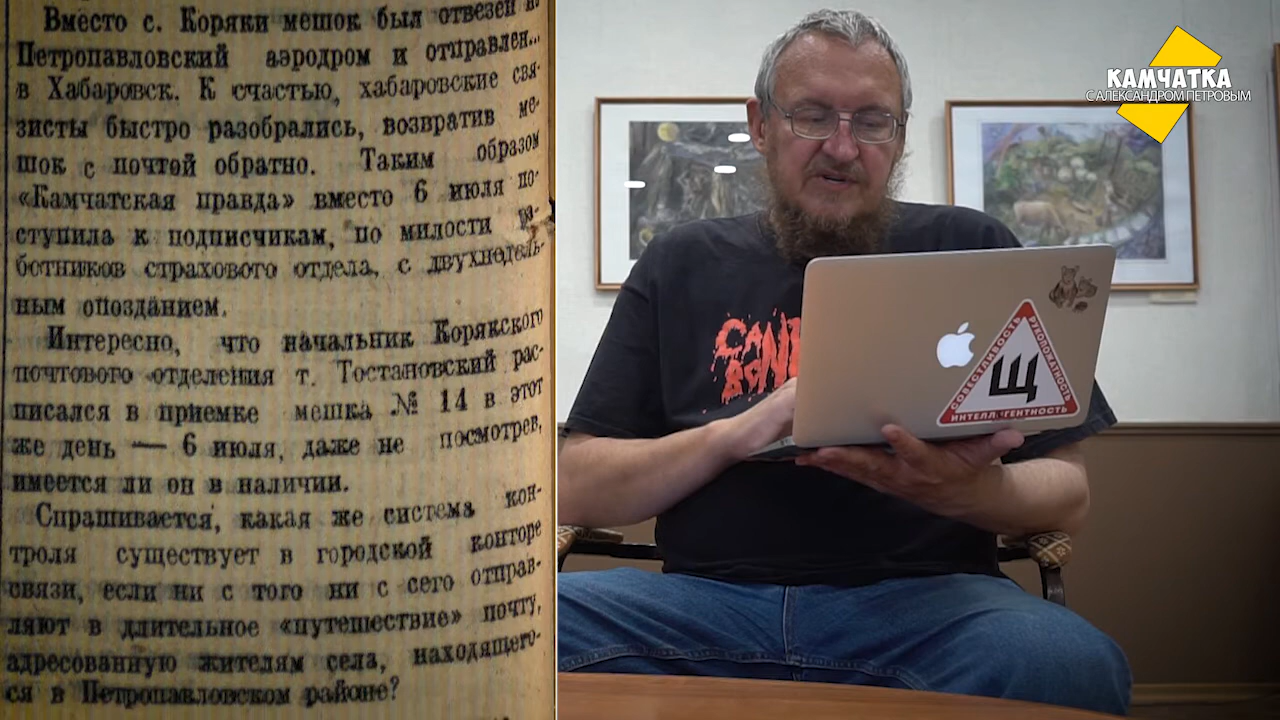 Вместо с. Коряки мешок был отвезен в
Петропавловский аэродром и отправлен
в Хабаровск. К счастью, хабаровские свя-
зисты быстро разобрались, возвратив ме-
шок с почтой обратно. Таким образом
«Камчатская правда» вместо 6 июля по-
ступила к подписчикам, по милости ра-
ботников страхового отдела, с двухнедель-
ным опозданием.
Интересно, что начальник Корякского
почтового отделения т. Тостановский рас-
писался в приемке мешка № 14 в этот
же день — 6 июля, даже не посмотрев,
имеется ли он в наличии.
Спрашивается, какая же система кон-
троля существует в городской конторе
связи, если ни с того ни с сего отправ-
ляют в длительное «путешествие» почту,
адресованную жителям села, находящего-
ся в Петропавловском районе?
КАМЧАТКА
С АЛЕКСАНДРОМ ПЕТРОВЫМ
СОВЕСТЛИВОСТЬ
РУКОПОЖАТНОСТЬ
Щ
ИНТЕЛЛИГЕНТНОСТЬ